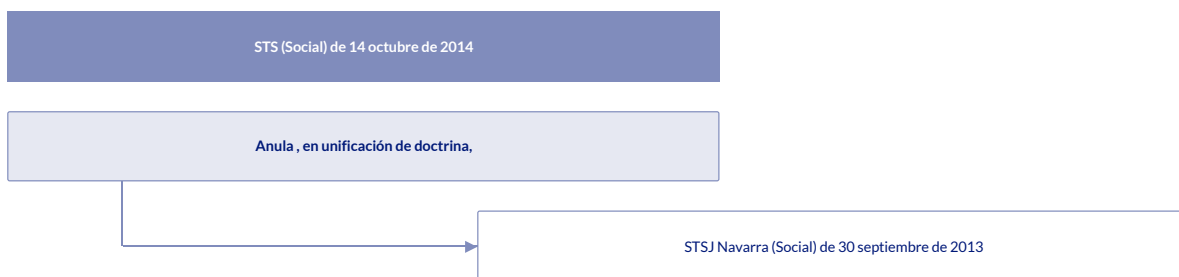 STS (Social) de 14 octubre de 2014
Anula , en unificación de doctrina,
STSJ Navarra (Social) de 30 septiembre de 2013